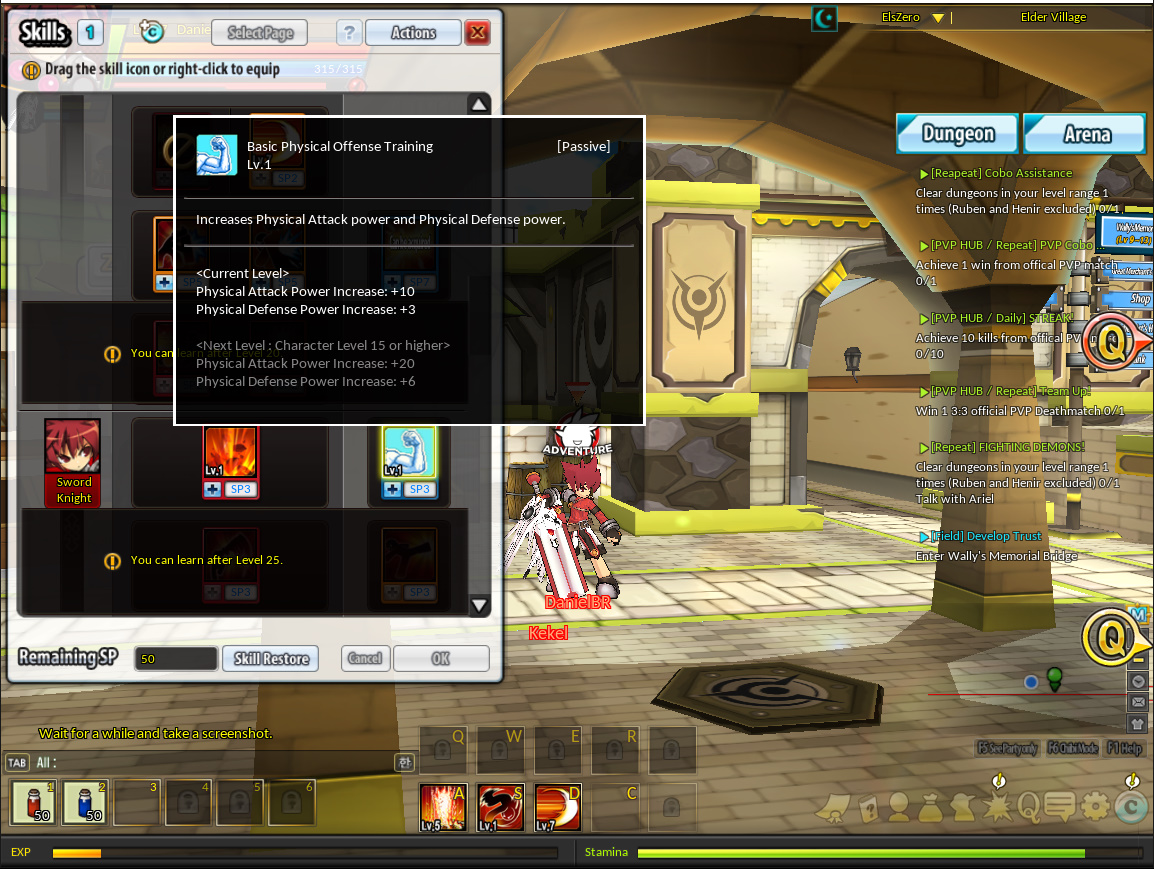 Skills 1 Select Page ? Actions
Drag the skill icon or right-click to equip
315/315
Basic Physical Offense Training [Passive]
Lv.1
Increases Physical Attack power and Physical Defense power.
<Current Level>
Physical Attack Power Increase: +10
Physical Defense Power Increase: +3
<Next Level : Character Level 15 or higher>
Physical Attack Power Increase: +20
Physical Defense Power Increase: +6
You can learn after Level 20.
Sword
Knight
Lv.1
SP3
Lv.1
SP3
You can learn after Level 25.
SP3
SP3
Remaining SP 50 Skill Restore Cancel OK
ElsZero Elder Village
Dungeon Arena
[Reapeat] Cobo Assistance
Clear dungeons in your level range 1
times (Ruben and Henir excluded) 0/1
[PVP HUB / Repeat] PVP Cobo ...
Achieve 1 win from offical PVP match
0/1
[PVP HUB / Daily] STREAK!
Achieve 10 kills from offical PV
0/10
[PVP HUB / Repeat] Team Up!
Win 1 3:3 official PVP Deathmatch 0/1
[Repeat] FIGHTING DEMONS!
Clear dungeons in your level range 1
times (Ruben and Henir excluded) 0/1
Talk with Ariel
[Field] Develop Trust
Enter Wally's Memorial Bridge
Shop
Q
Q
ADVENTURE
DanielBR
Kekel
Wait for a while and take a screenshot.
TAB All : 한
Q W E R
1 2 3 4 5 6
50 50
A S D C
Lv.5 Lv.1 Lv.7
F5 See Party only F6 Orbit Mode F1 Help
EXP Stamina